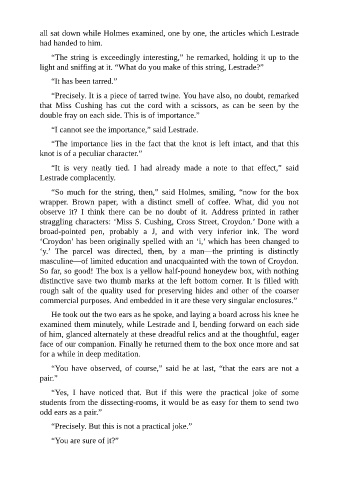 all sat down while Holmes examined, one by one, the articles which Lestrade
had handed to him.
“The string is exceedingly interesting,” he remarked, holding it up to the
light and sniffing at it. “What do you make of this string, Lestrade?”
“It has been tarred.”
“Precisely. It is a piece of tarred twine. You have also, no doubt, remarked
that Miss Cushing has cut the cord with a scissors, as can be seen by the
double fray on each side. This is of importance.”
“I cannot see the importance,” said Lestrade.
“The importance lies in the fact that the knot is left intact, and that this
knot is of a peculiar character.”
“It is very neatly tied. I had already made a note to that effect,” said
Lestrade complacently.
“So much for the string, then,” said Holmes, smiling, “now for the box
wrapper. Brown paper, with a distinct smell of coffee. What, did you not
observe it? I think there can be no doubt of it. Address printed in rather
straggling characters: ‘Miss S. Cushing, Cross Street, Croydon.’ Done with a
broad-pointed pen, probably a J, and with very inferior ink. The word
‘Croydon’ has been originally spelled with an ‘i,’ which has been changed to
‘y.’ The parcel was directed, then, by a man—the printing is distinctly
masculine—of limited education and unacquainted with the town of Croydon.
So far, so good! The box is a yellow half-pound honeydew box, with nothing
distinctive save two thumb marks at the left bottom corner. It is filled with
rough salt of the quality used for preserving hides and other of the coarser
commercial purposes. And embedded in it are these very singular enclosures.”
He took out the two ears as he spoke, and laying a board across his knee he
examined them minutely, while Lestrade and I, bending forward on each side
of him, glanced alternately at these dreadful relics and at the thoughtful, eager
face of our companion. Finally he returned them to the box once more and sat
for a while in deep meditation.
“You have observed, of course,” said he at last, “that the ears are not a
pair.”
“Yes, I have noticed that. But if this were the practical joke of some
students from the dissecting-rooms, it would be as easy for them to send two
odd ears as a pair.”
“Precisely. But this is not a practical joke.”
“You are sure of it?”